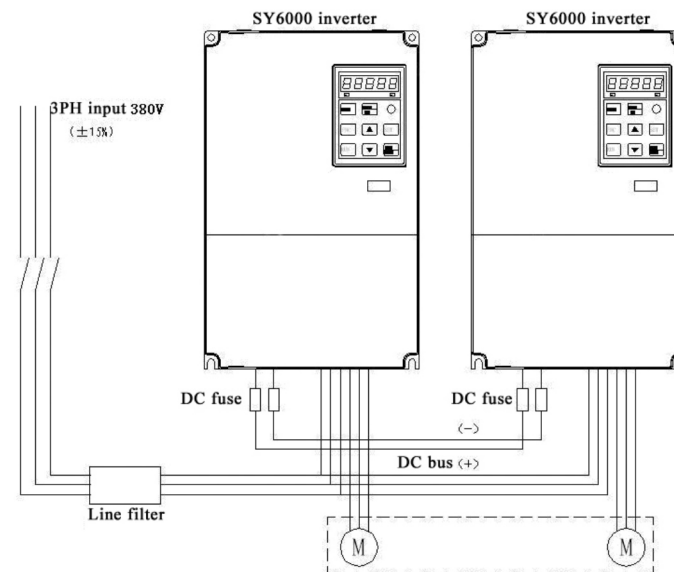 SY6000 inverter
SY6000 inverter
3PH input 380V
(±15%)
DC fuse
DC fuse
(-)
DC bus (+)
Line filter
M
M